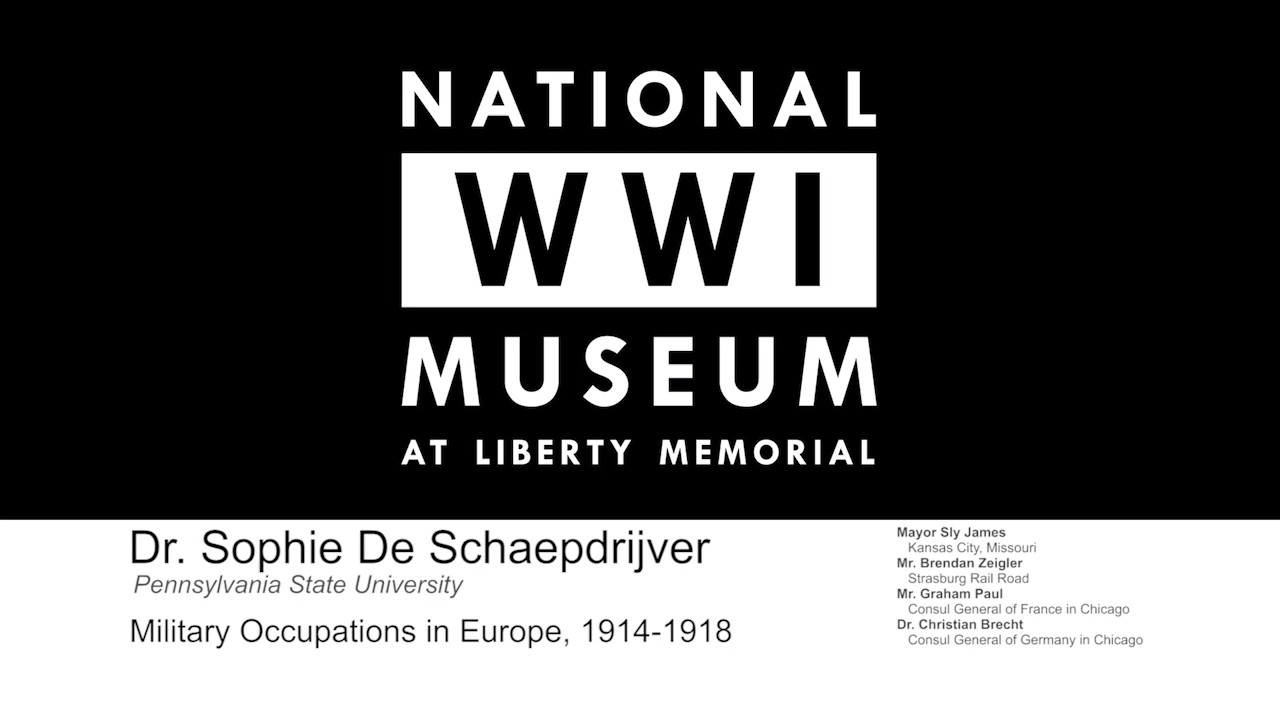 NATIONAL
WWI
MUSEUM
AT LIBERTY MEMORIAL
Dr. Sophie De Schaepdrijver
Pennsylvania State University
Military Occupations in Europe, 1914-1918
Mayor Sly James
Kansas City, Missouri
Mr. Brendan Zeigler
Strasburg Rail Road
Mr. Graham Paul
Consul General of France in Chicago
Dr. Christian Brecht
Consul General of Germany in Chicago